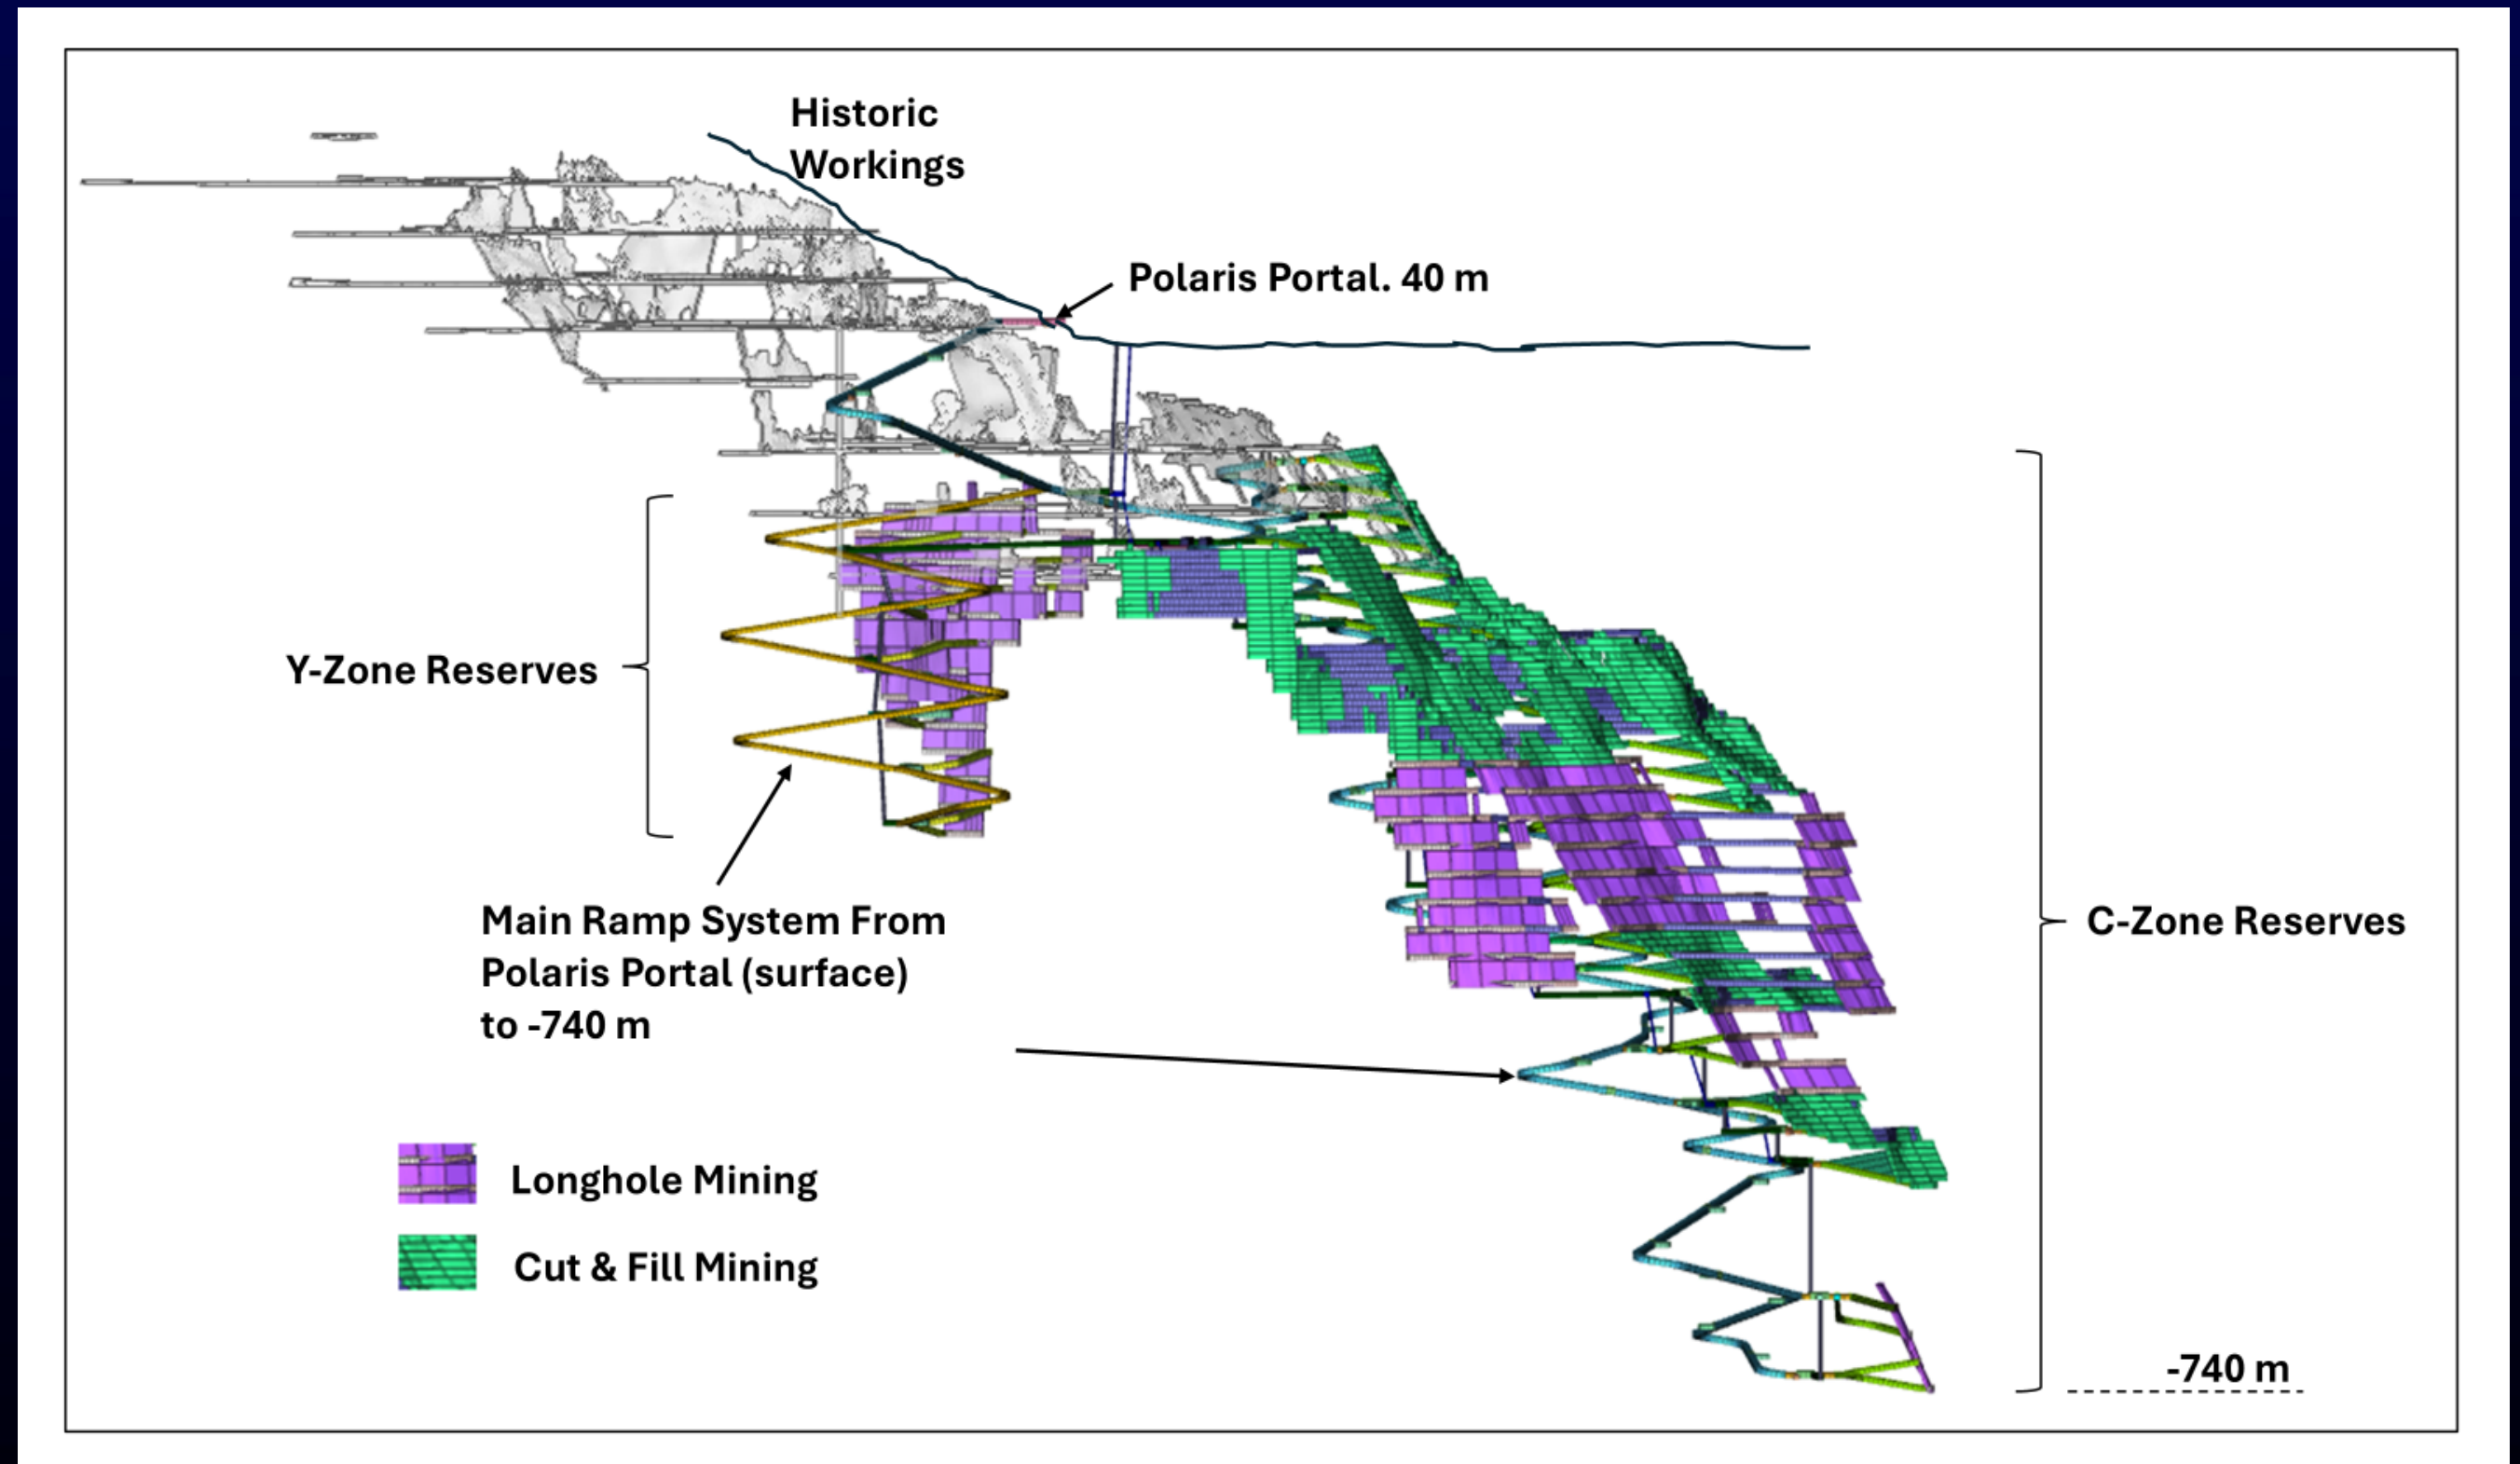 Historic
Workings
Polaris Portal. 40 m
Y-Zone Reserves
C-Zone Reserves
Main Ramp System From
Polaris Portal (surface)
to -740 m
Longhole Mining
Cut & Fill Mining
-740 m